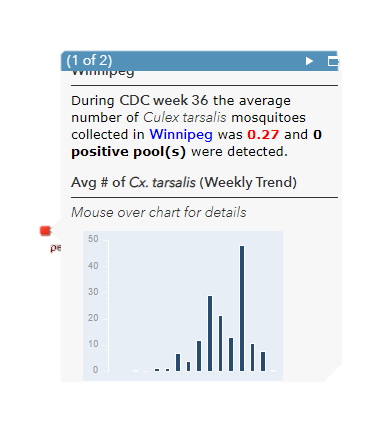 (1 of 2)
Winnipeg
During CDC week 36 the average
number of Culex tarsalis mosquitoes
collected in Winnipeg was 0.27 and 0
positive pool(s) were detected.
Avg # of Cx. tarsalis (Weekly Trend)
Mouse over chart for details
pe
50
40
30
20
10
0